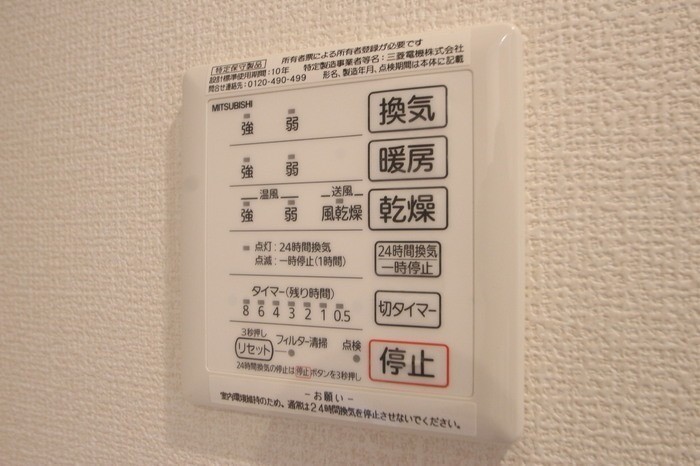 所有者票による所有者登録が必要です
特定保守製品
設計標準使用期間:10年 特定製造事業者等名:三菱電機株式会社
問合せ連絡先:0120-490-499 形名、製造年月、点検期間は本体に記載
MITSUBISHI
強 弱 換気
強 弱 暖房
温風 送風
強 弱 風乾燥 乾燥
点灯:24時間換気
点滅:一時停止(1時間)
24時間換気
一時停止
タイマー(残り時間)
8 6 4 3 2 1 0.5
切タイマー
3秒押し
リセット フィルター清掃 点検
停止
24時間換気の停止は停止ボタンを3秒押し
－お願い－
室内環境維持のため、通常は24時間換気を停止させないでください。